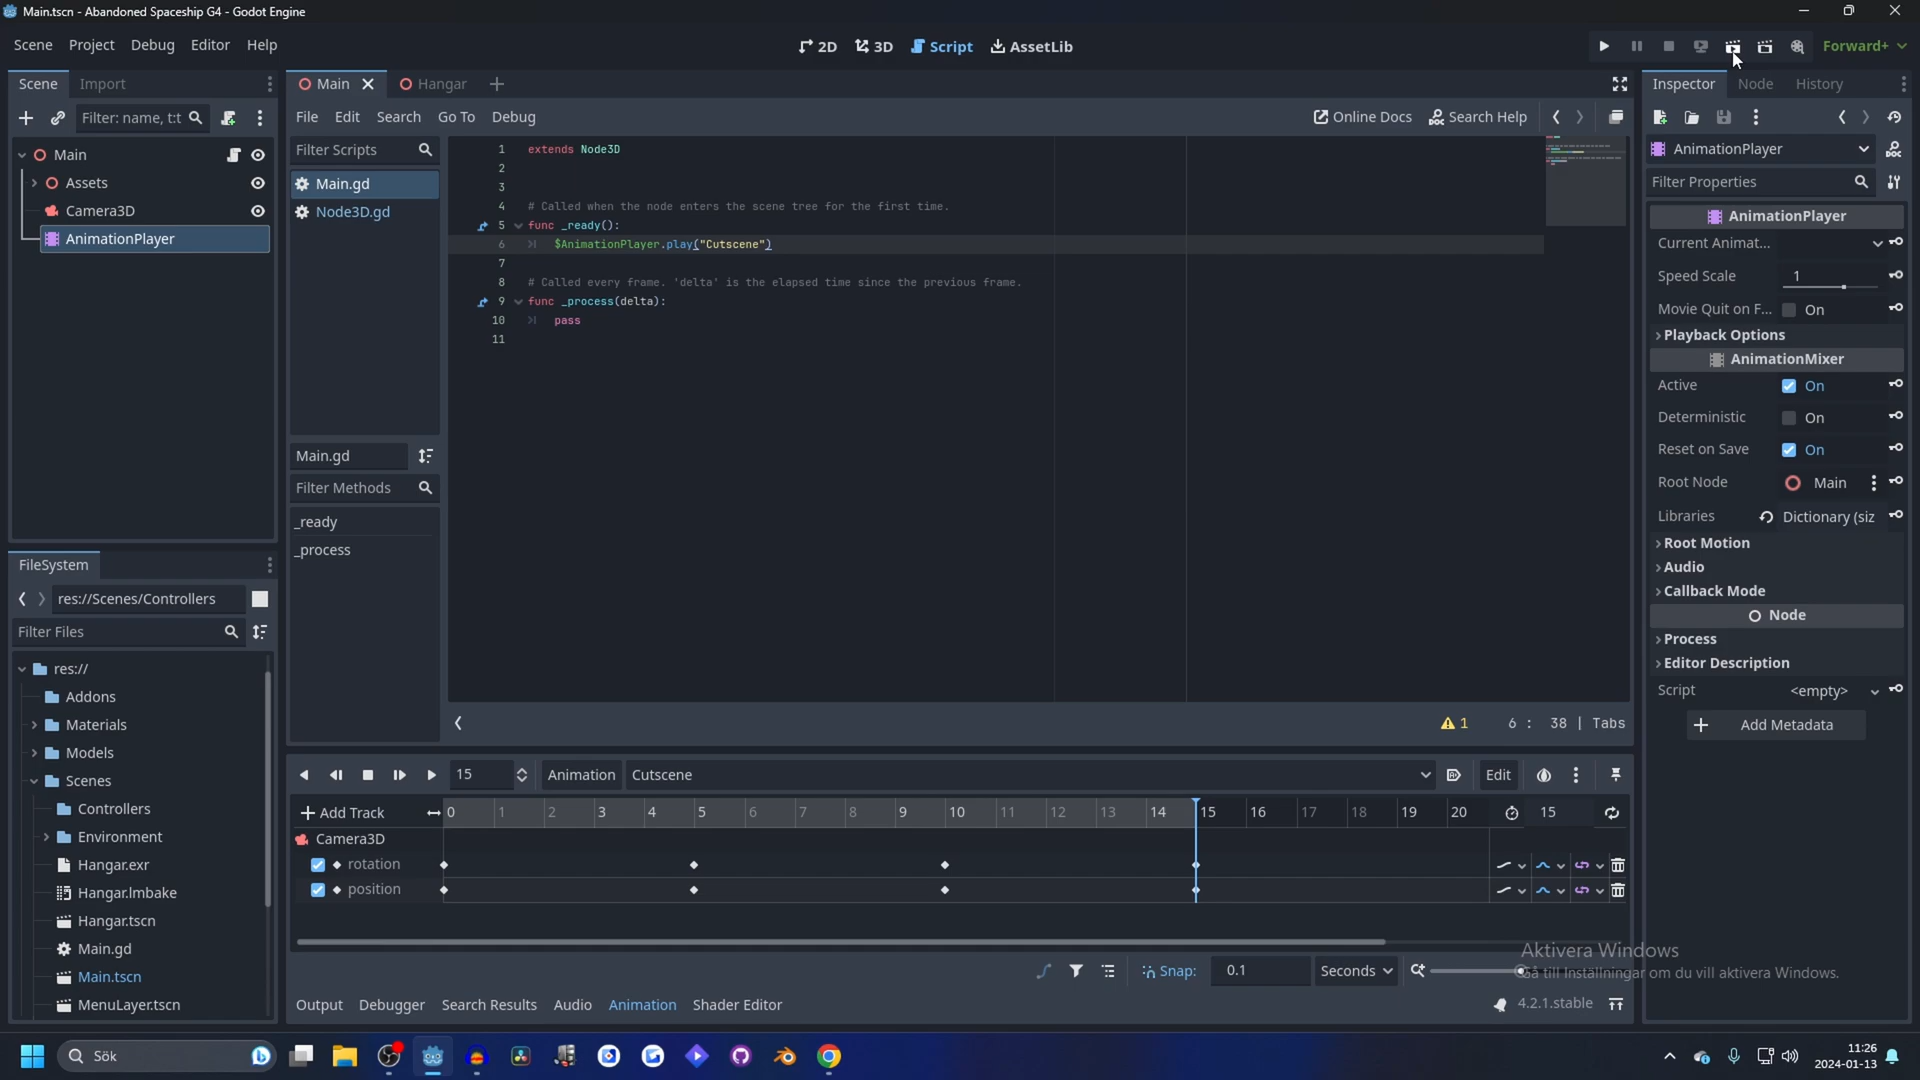 Main.tscn - Abandoned Spaceship G4 - Godot Engine
Scene Project Debug Editor Help
2D 3D Script AssetLib
Forward+
Scene Import
Filter: name, t:t
Main
Assets
Camera3D
AnimationPlayer
FileSystem
res://Scenes/Controllers
Filter Files
res://
Addons
Materials
Models
Scenes
Controllers
Environment
Hangar.exr
Hangar.lmbake
Hangar.tscn
Main.gd
Main.tscn
MenuLayer.tscn
Main Hangar
File Edit Search Go To Debug
Online Docs Search Help
Filter Scripts
Main.gd
Node3D.gd
Main.gd
Filter Methods
_ready
_process
1 extends Node3D
2
3
4 # Called when the node enters the scene tree for the first time.
5 func _ready():
6 $AnimationPlayer.play("Cutscene")
7
8 # Called every frame. 'delta' is the elapsed time since the previous frame.
9 func _process(delta):
10 pass
11
1 6 : 38 | Tabs
15 Animation Cutscene Edit
Add Track 0 1 2 3 4 5 6 7 8 9 10 11 12 13 14 15 16 17 18 19 20 15
Camera3D
rotation
position
Snap: 0.1 Seconds
Output Debugger Search Results Audio Animation Shader Editor
4.2.1.stable
Inspector Node History
AnimationPlayer
Filter Properties
AnimationPlayer
Current Animat...
Speed Scale 1
Movie Quit on F... On
Playback Options
AnimationMixer
Active On
Deterministic On
Reset on Save On
Root Node Main
Libraries Dictionary (siz
Root Motion
Audio
Callback Mode
Node
Process
Editor Description
Script <empty>
Add Metadata
Aktivera Windows
Gå till Inställningar om du vill aktivera Windows.
Sök
11:26
2024-01-13